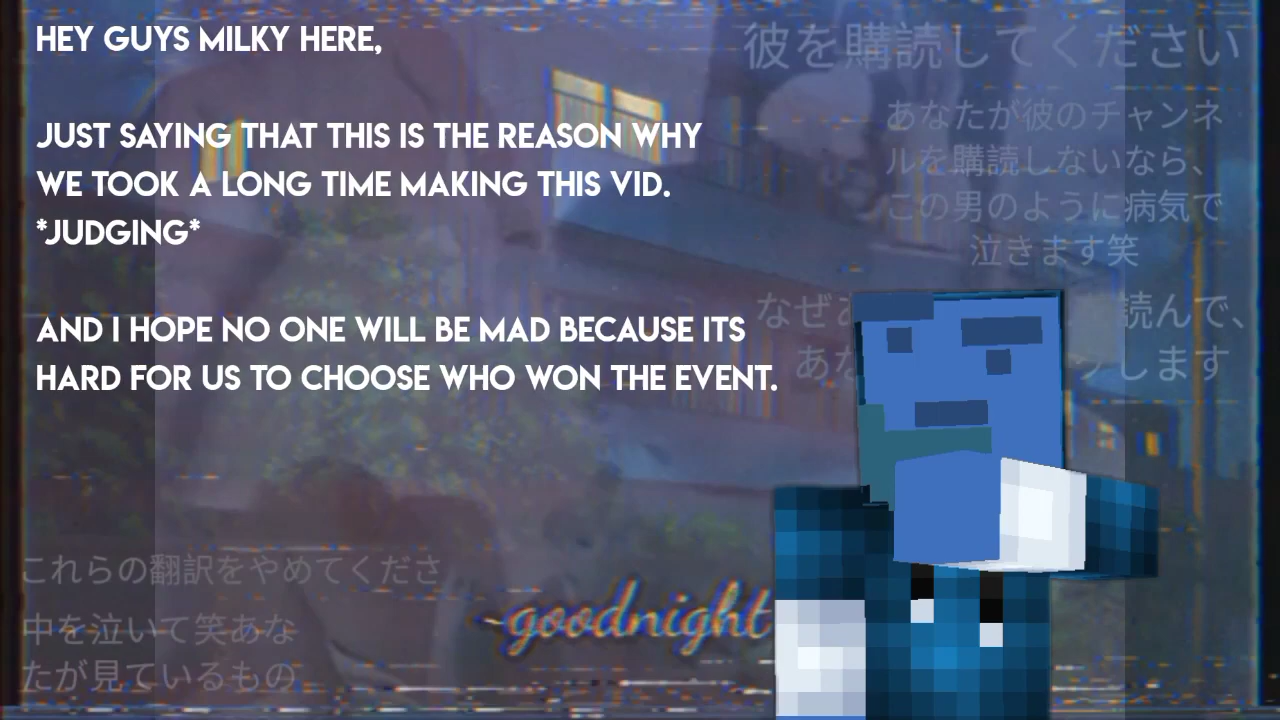 HEY GUYS MILKY HERE,
JUST SAYING THAT THIS IS THE REASON WHY
WE TOOK A LONG TIME MAKING THIS VID.
*JUDGING*
AND I HOPE NO ONE WILL BE MAD BECAUSE ITS
HARD FOR US TO CHOOSE WHO WON THE EVENT.
彼を購読してください
あなたが彼のチャンネ
ルを購読しないなら、
この男のように病気で
泣きます笑
なぜ
読んで、
あな
します
これらの翻訳をやめてくださ
中を泣いて笑あな
たが見ているもの
~goodnight